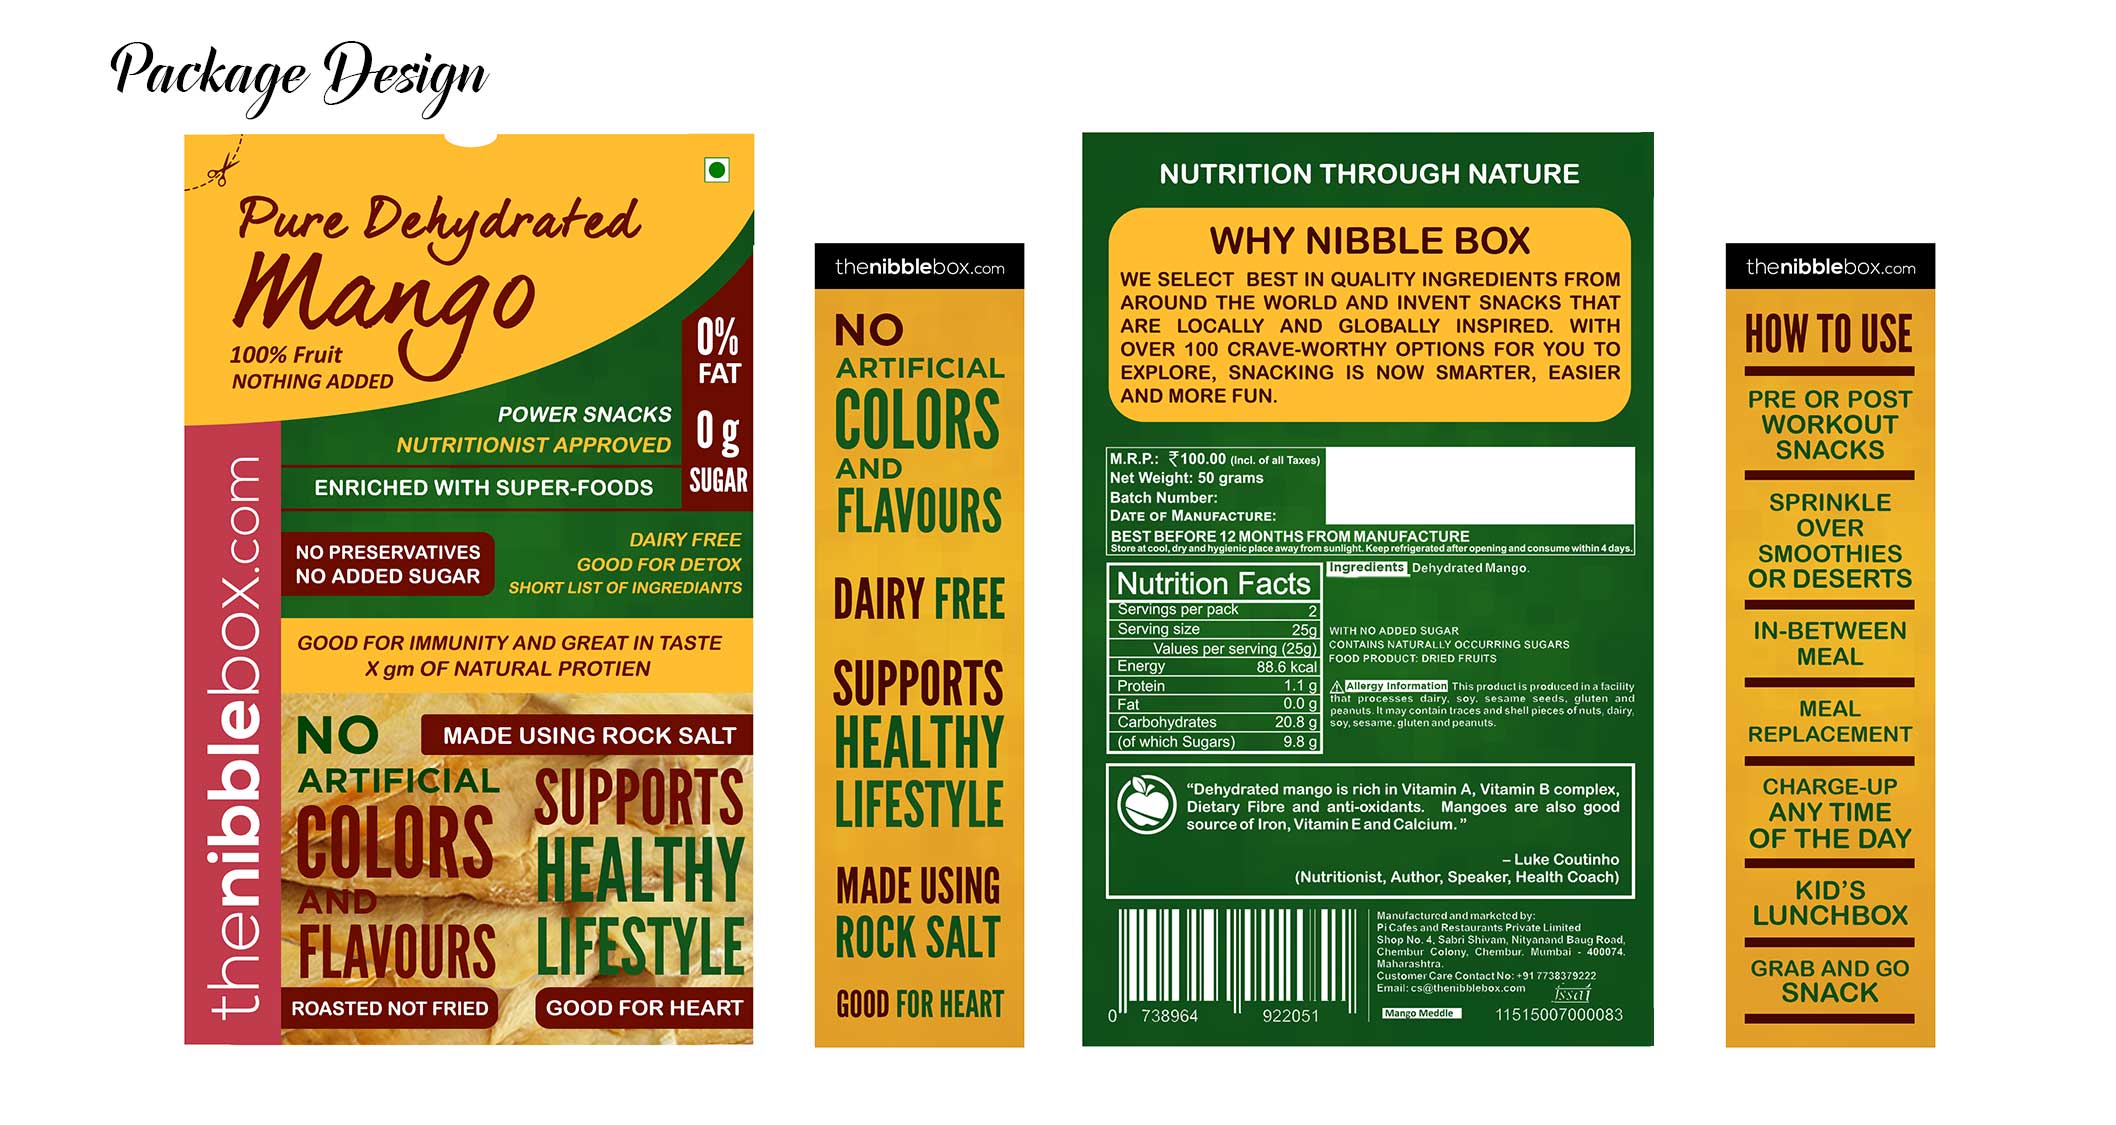 Package Design
Pure Dehydrated
Mango
100% Fruit
NOTHING ADDED
0%
FAT
0 g
SUGAR
POWER SNACKS
NUTRITIONIST APPROVED
ENRICHED WITH SUPER-FOODS
NO PRESERVATIVES
NO ADDED SUGAR
DAIRY FREE
GOOD FOR DETOX
SHORT LIST OF INGREDIANTS
GOOD FOR IMMUNITY AND GREAT IN TASTE
X gm OF NATURAL PROTIEN
thenibblebox.com
MADE USING ROCK SALT
NO
ARTIFICIAL
COLORS
AND
FLAVOURS
SUPPORTS
HEALTHY
LIFESTYLE
ROASTED NOT FRIED
GOOD FOR HEART
thenibblebox.com
NO
ARTIFICIAL
COLORS
AND
FLAVOURS
DAIRY FREE
SUPPORTS
HEALTHY
LIFESTYLE
MADE USING
ROCK SALT
GOOD FOR HEART
NUTRITION THROUGH NATURE
WHY NIBBLE BOX
WE SELECT BEST IN QUALITY INGREDIENTS FROM
AROUND THE WORLD AND INVENT SNACKS THAT
ARE LOCALLY AND GLOBALLY INSPIRED. WITH
OVER 100 CRAVE-WORTHY OPTIONS FOR YOU TO
EXPLORE, SNACKING IS NOW SMARTER, EASIER
AND MORE FUN.
M.R.P.: ₹100.00 (Incl. of all Taxes)
Net Weight: 50 grams
Batch Number:
DATE OF MANUFACTURE:
BEST BEFORE 12 MONTHS FROM MANUFACTURE
Store at cool, dry and hygienic place away from sunlight. Keep refrigerated after opening and consume within 4 days.
Nutrition Facts
Servings per pack 2
Serving size 25g
Values per serving (25g)
Energy 88.6 kcal
Protein 1.1 g
Fat 0.0 g
Carbohydrates 20.8 g
(of which Sugars) 9.8 g
Ingredients Dehydrated Mango.
WITH NO ADDED SUGAR
CONTAINS NATURALLY OCCURRING SUGARS
FOOD PRODUCT: DRIED FRUITS
Allergy Information This product is produced in a facility
that processes dairy, soy, sesame seeds, gluten and
peanuts. It may contain traces and shell pieces of nuts, dairy,
soy, sesame, gluten and peanuts.
“Dehydrated mango is rich in Vitamin A, Vitamin B complex,
Dietary Fibre and anti-oxidants. Mangoes are also good
source of Iron, Vitamin E and Calcium.”
– Luke Coutinho
(Nutritionist, Author, Speaker, Health Coach)
0 738964 922051
Manufactured and marketed by:
Pi Cafes and Restaurants Private Limited
Shop No. 4, Sabri Shivam, Nityanand Baug Road,
Chembur Colony, Chembur. Mumbai - 400074.
Maharashtra.
Customer Care Contact No: +91 7738379222
Email: cs@thenibblebox.com
fssai
Mango Meddle
11515007000083
thenibblebox.com
HOW TO USE
PRE OR POST
WORKOUT
SNACKS
SPRINKLE
OVER
SMOOTHIES
OR DESERTS
IN-BETWEEN
MEAL
MEAL
REPLACEMENT
CHARGE-UP
ANY TIME
OF THE DAY
KID’S
LUNCHBOX
GRAB AND GO
SNACK